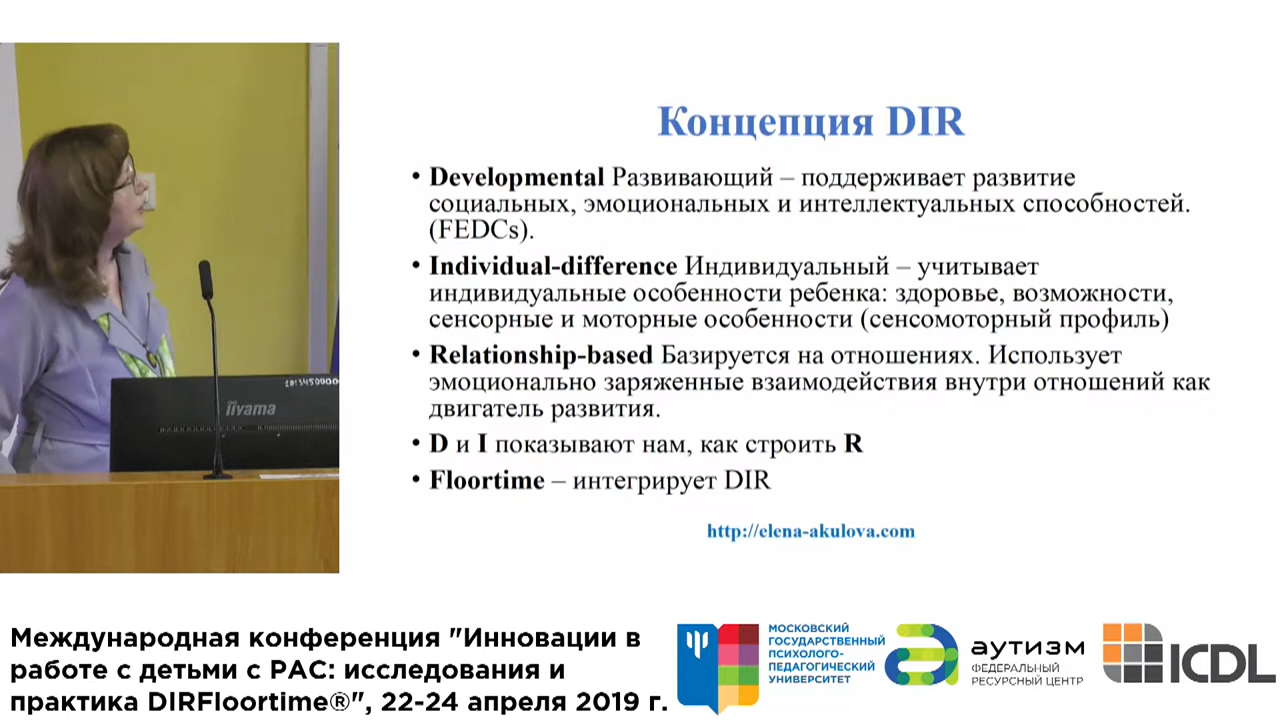 Концепция DIR
• Developmental Развивающий – поддерживает развитие
социальных, эмоциональных и интеллектуальных способностей.
(FEDCs).
• Individual-difference Индивидуальный – учитывает
индивидуальные особенности ребенка: здоровье, возможности,
сенсорные и моторные особенности (сенсомоторный профиль)
• Relationship-based Базируется на отношениях. Использует
эмоционально заряженные взаимодействия внутри отношений как
двигатель развития.
• D и I показывают нам, как строить R
• Floortime – интегрирует DIR
http://elena-akulova.com
iiyama
Международная конференция "Инновации в
работе с детьми с РАС: исследования и
практика DIRFloortime®", 22-24 апреля 2019 г.
МОСКОВСКИЙ
ГОСУДАРСТВЕННЫЙ
ПСИХОЛОГО-
ПЕДАГОГИЧЕСКИЙ
УНИВЕРСИТЕТ
аутизм
ФЕДЕРАЛЬНЫЙ
РЕСУРСНЫЙ ЦЕНТР
ICDL